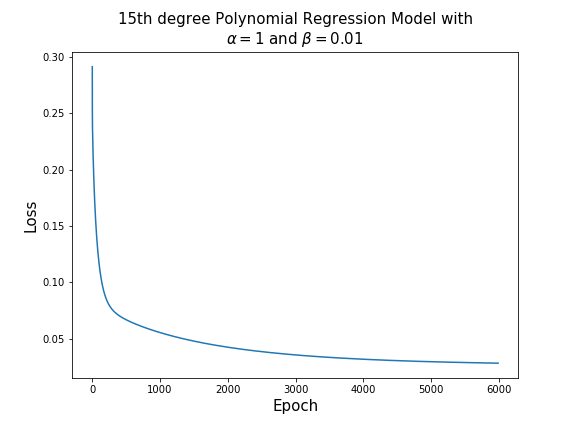 15th degree Polynomial Regression Model with
α = 1 and β = 0.01
0.30
0.25
0.20
0.15
0.10
0.05
Loss
0 1000 2000 3000 4000 5000 6000
Epoch